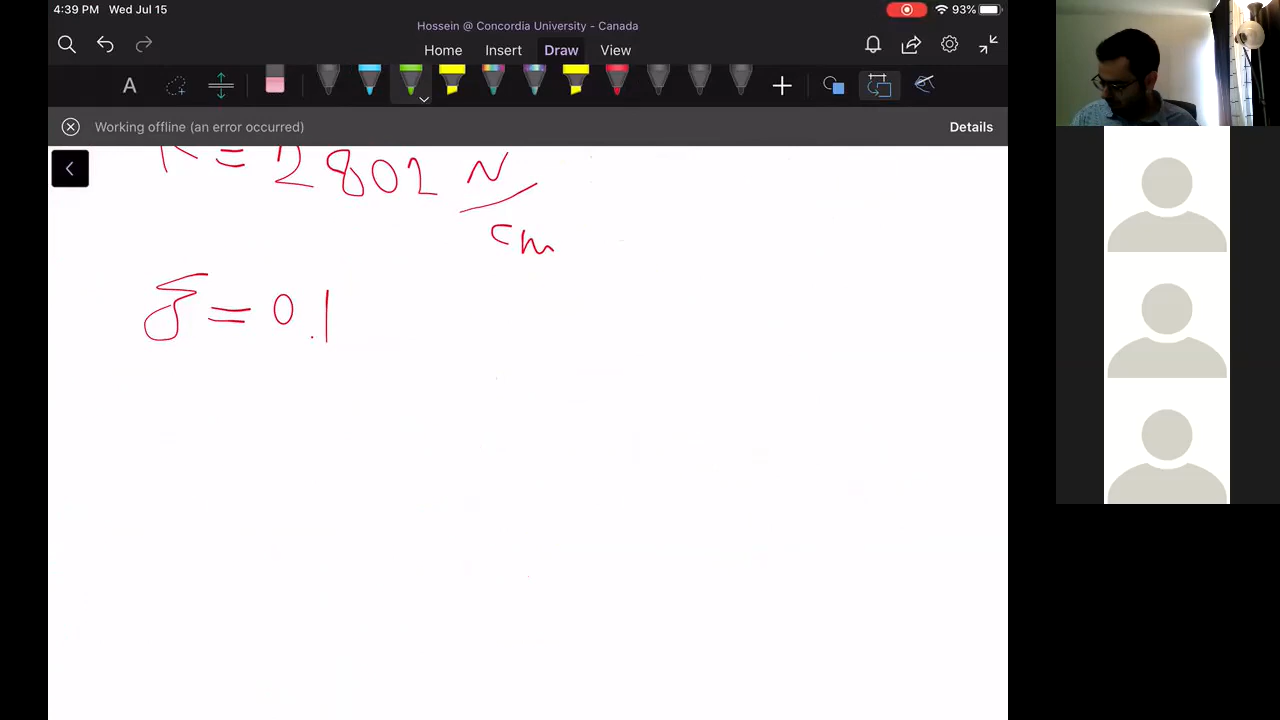 4:39 PM Wed Jul 15
93%
Hossein @ Concordia University - Canada
Home Insert Draw View
A
Working offline (an error occurred)
Details
K = 2802 N/cm
δ = 0.1